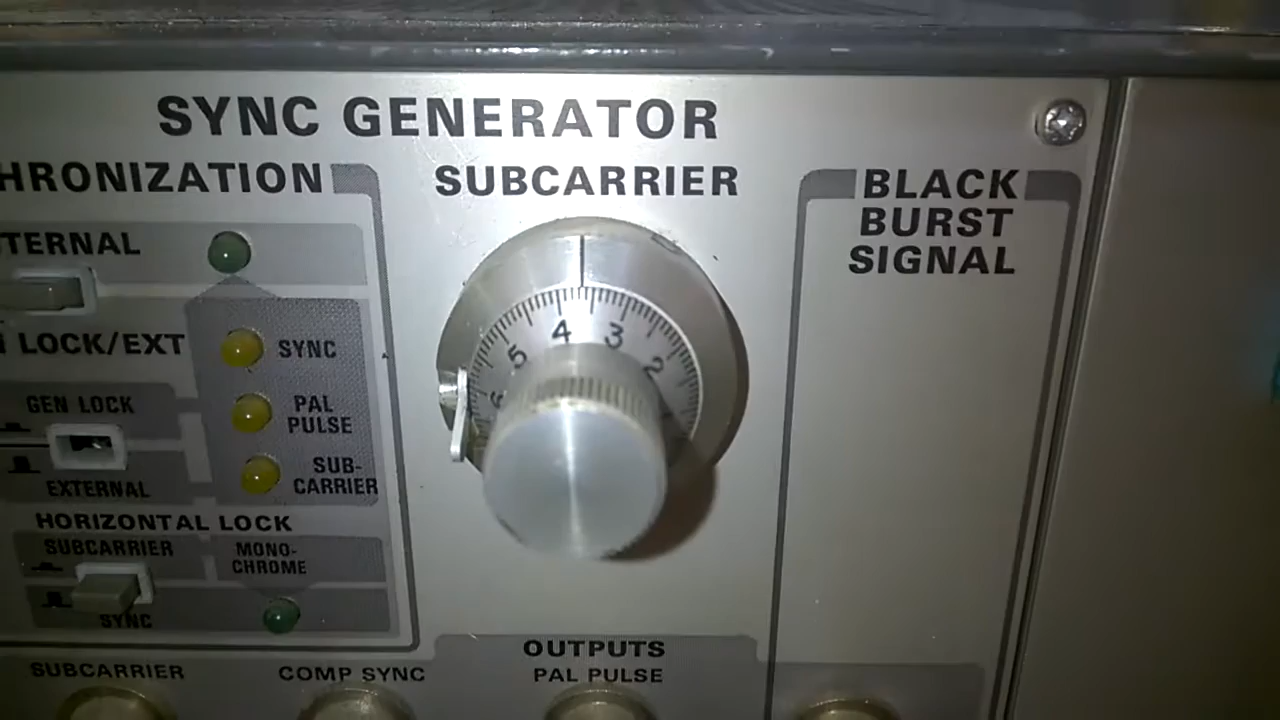 SYNC GENERATOR
HRONIZATION
TERNAL
LOCK/EXT
SYNC
GEN LOCK
PAL
PULSE
EXTERNAL
SUB-
CARRIER
HORIZONTAL LOCK
SUBCARRIER
MONO-
CHROME
SYNC
SUBCARRIER
6 5 4 3 2
BLACK
BURST
SIGNAL
OUTPUTS
SUBCARRIER
COMP SYNC
PAL PULSE